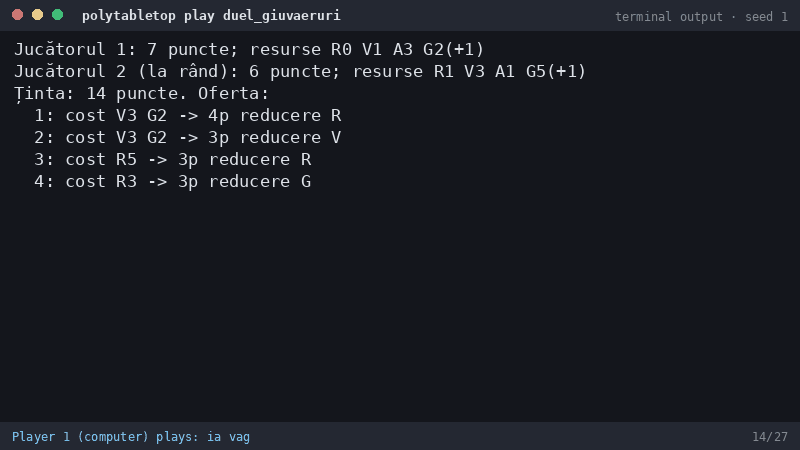 polytabletop play duel_giuvaeruri
terminal output · seed 1
Jucătorul 1: 7 puncte; resurse R0 V1 A3 G2(+1)
Jucătorul 2 (la rând): 6 puncte; resurse R1 V3 A1 G5(+1)
Ținta: 14 puncte. Oferta:
1: cost V3 G2 -> 4p reducere R
2: cost V3 G2 -> 3p reducere V
3: cost R5 -> 3p reducere R
4: cost R3 -> 3p reducere G
Player 1 (computer) plays: ia vag
14/27